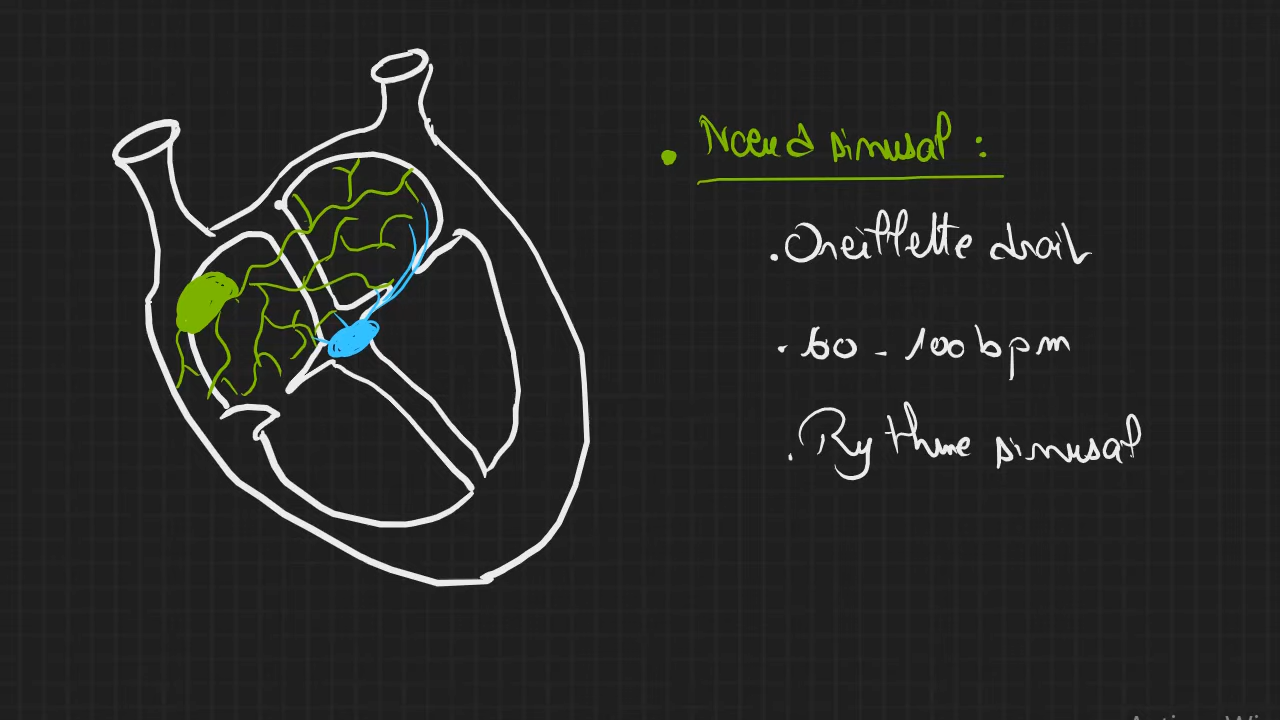 • Noeud sinusal :
. Oreillette droit
. 60 - 100 bpm
. Rythme sinusal